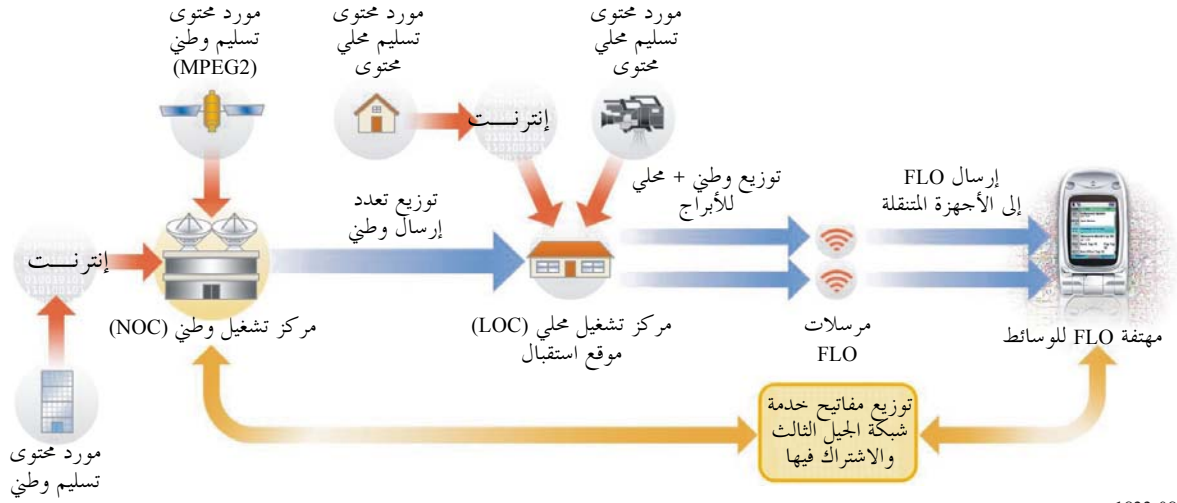 مورد محتوى
تسليم وطني
(MPEG2)
مورد محتوى
تسليم محلي
محتوى
مورد محتوى
تسليم محلي
محتوى
إنترنـــت
توزيع تعدد
إرسال وطني
توزيع وطني + محلي
للأبراج
إرسال FLO
إلى الأجهزة المتنقلة
إنترنـــت
مركز تشغيل وطني (NOC)
مركز تشغيل محلي (LOC)
موقع استقبال
مرسلات
FLO
مهتفة FLO للوسائط
توزيع مفاتيح خدمة
شبكة الجيل الثالث
والاشتراك فيها
مورد محتوى
تسليم وطني